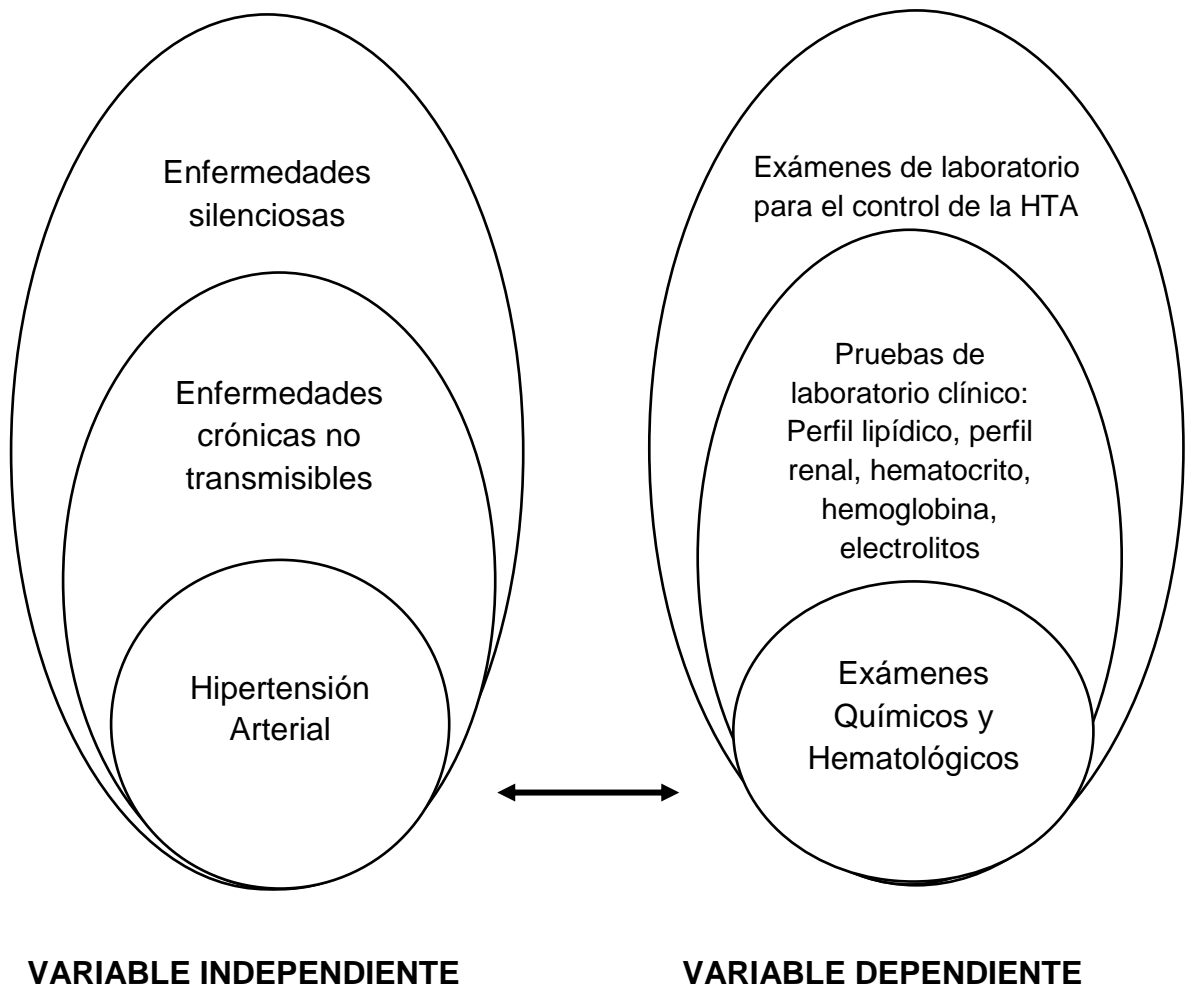 Enfermedades
silenciosas
Enfermedades
crónicas no
transmisibles
Hipertensión
Arterial
Exámenes de laboratorio
para el control de la HTA
Pruebas de
laboratorio clínico:
Perfil lipídico, perfil
renal, hematocrito,
hemoglobina,
electrolitos
Exámenes
Químicos y
Hematológicos
VARIABLE INDEPENDIENTE
VARIABLE DEPENDIENTE